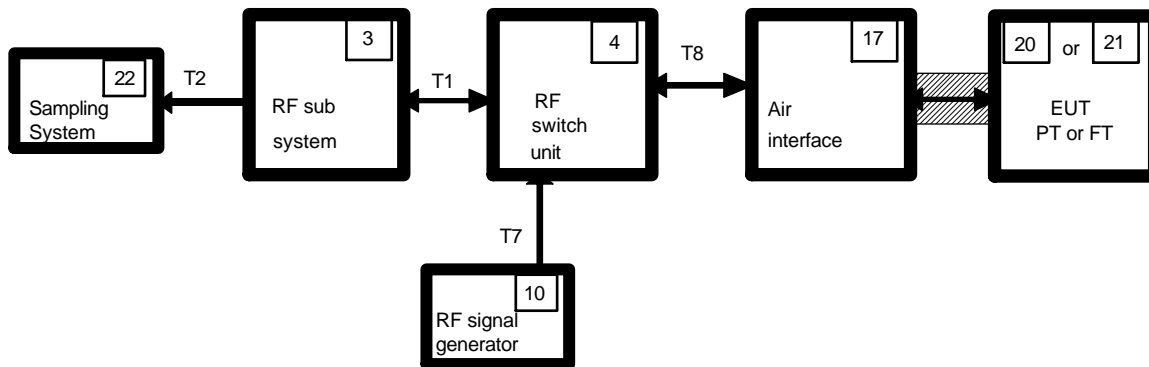 22
Sampling
System
T2
3
RF sub
system
T1
4
RF
switch
unit
T8
17
Air
interface
20 or 21
EUT
PT or FT
T7
10
RF signal
generator